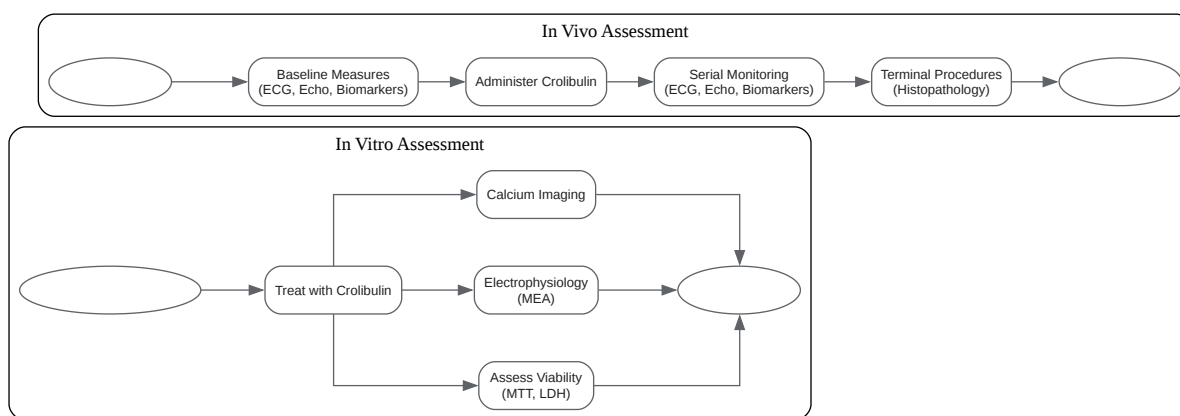 In Vivo Assessment
Baseline Measures
(ECG, Echo, Biomarkers)
Administer Crolibulin
Serial Monitoring
(ECG, Echo, Biomarkers)
Terminal Procedures
(Histopathology)
In Vitro Assessment
Calcium Imaging
Treat with Crolibulin
Electrophysiology
(MEA)
Assess Viability
(MTT, LDH)